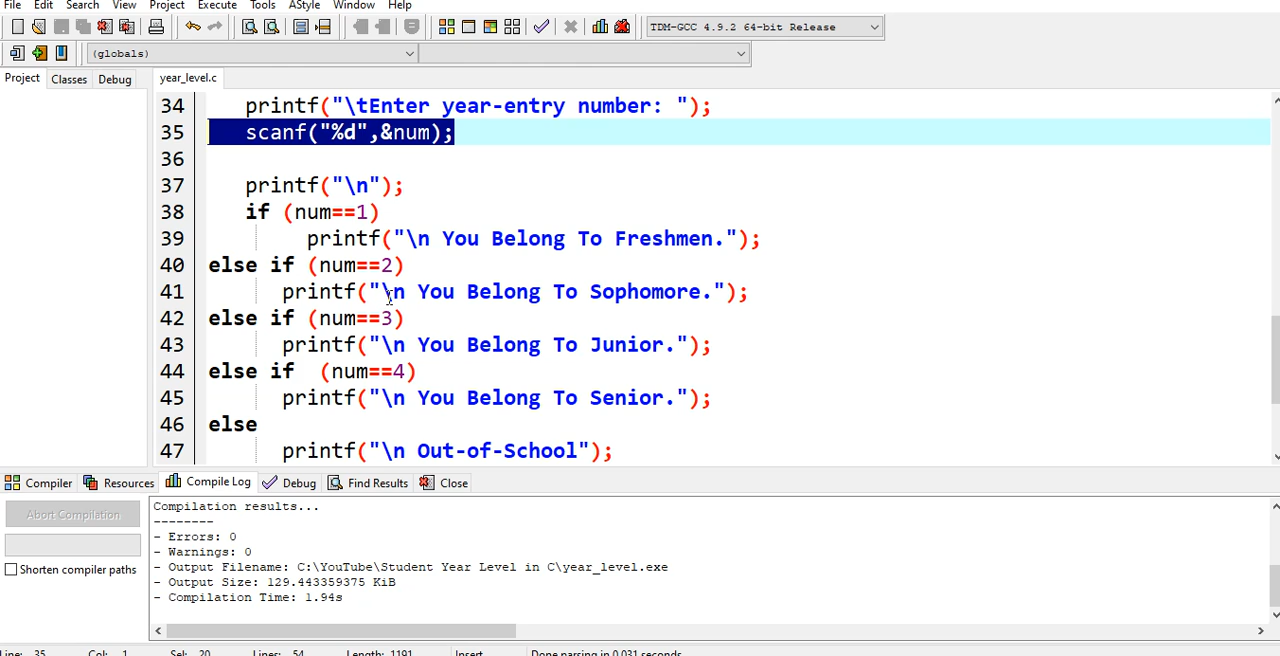 File Edit Search View Project Execute Tools AStyle Window Help
TDM-GCC 4.9.2 64-bit Release
(globals)
Project Classes Debug year_level.c
34 printf("\tEnter year-entry number: ");
35 scanf("%d",&num);
36
37 printf("\n");
38 if (num==1)
39 printf("\n You Belong To Freshmen.");
40 else if (num==2)
41 printf("\n You Belong To Sophomore.");
42 else if (num==3)
43 printf("\n You Belong To Junior.");
44 else if (num==4)
45 printf("\n You Belong To Senior.");
46 else
47 printf("\n Out-of-School");
Compiler Resources Compile Log Debug Find Results Close
Abort Compilation
Shorten compiler paths
Compilation results...
--------
- Errors: 0
- Warnings: 0
- Output Filename: C:\YouTube\Student Year Level in C\year_level.exe
- Output Size: 129.443359375 KiB
- Compilation Time: 1.94s
Line: 35 Col: 1 Sel: 20 Lines: 54 Length: 1191 Insert Done parsing in 0.031 seconds